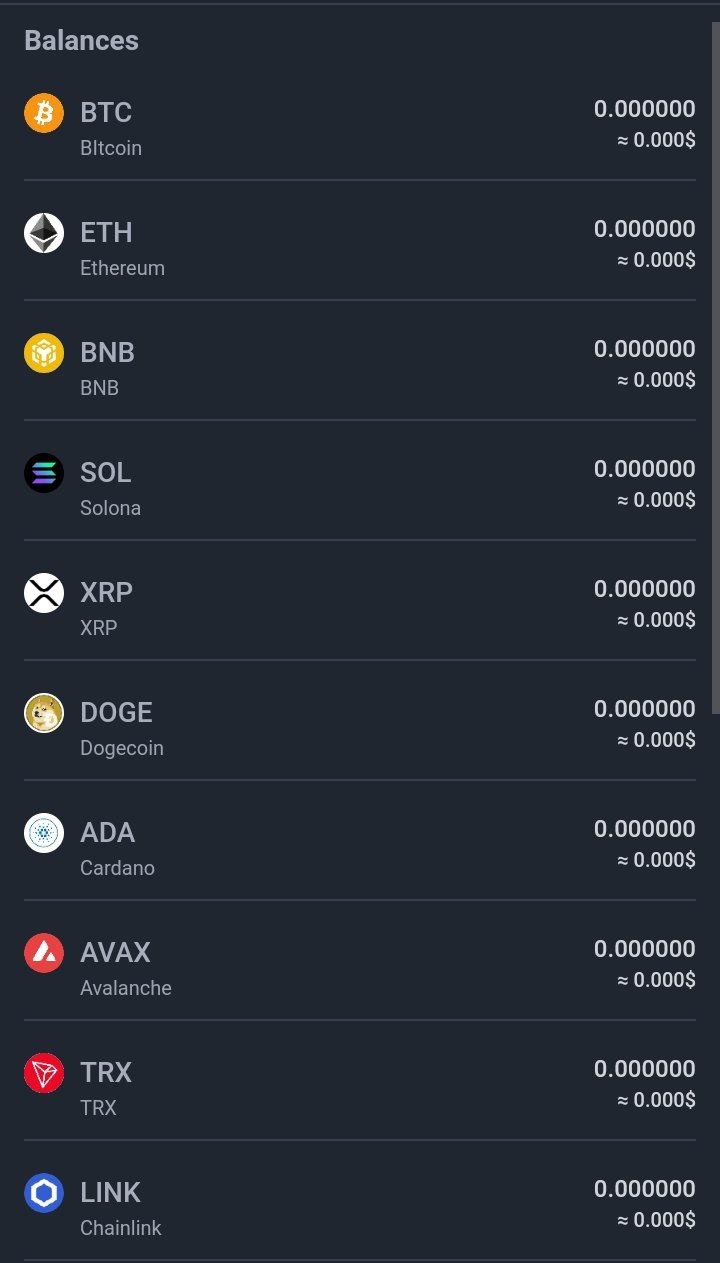 Balances
BTC
0.000000
BItcoin
≈ 0.000$
ETH
0.000000
Ethereum
≈ 0.000$
BNB
0.000000
BNB
≈ 0.000$
SOL
0.000000
Solona
≈ 0.000$
XRP
0.000000
XRP
≈ 0.000$
DOGE
0.000000
Dogecoin
≈ 0.000$
ADA
0.000000
Cardano
≈ 0.000$
AVAX
0.000000
Avalanche
≈ 0.000$
TRX
0.000000
TRX
≈ 0.000$
LINK
0.000000
Chainlink
≈ 0.000$